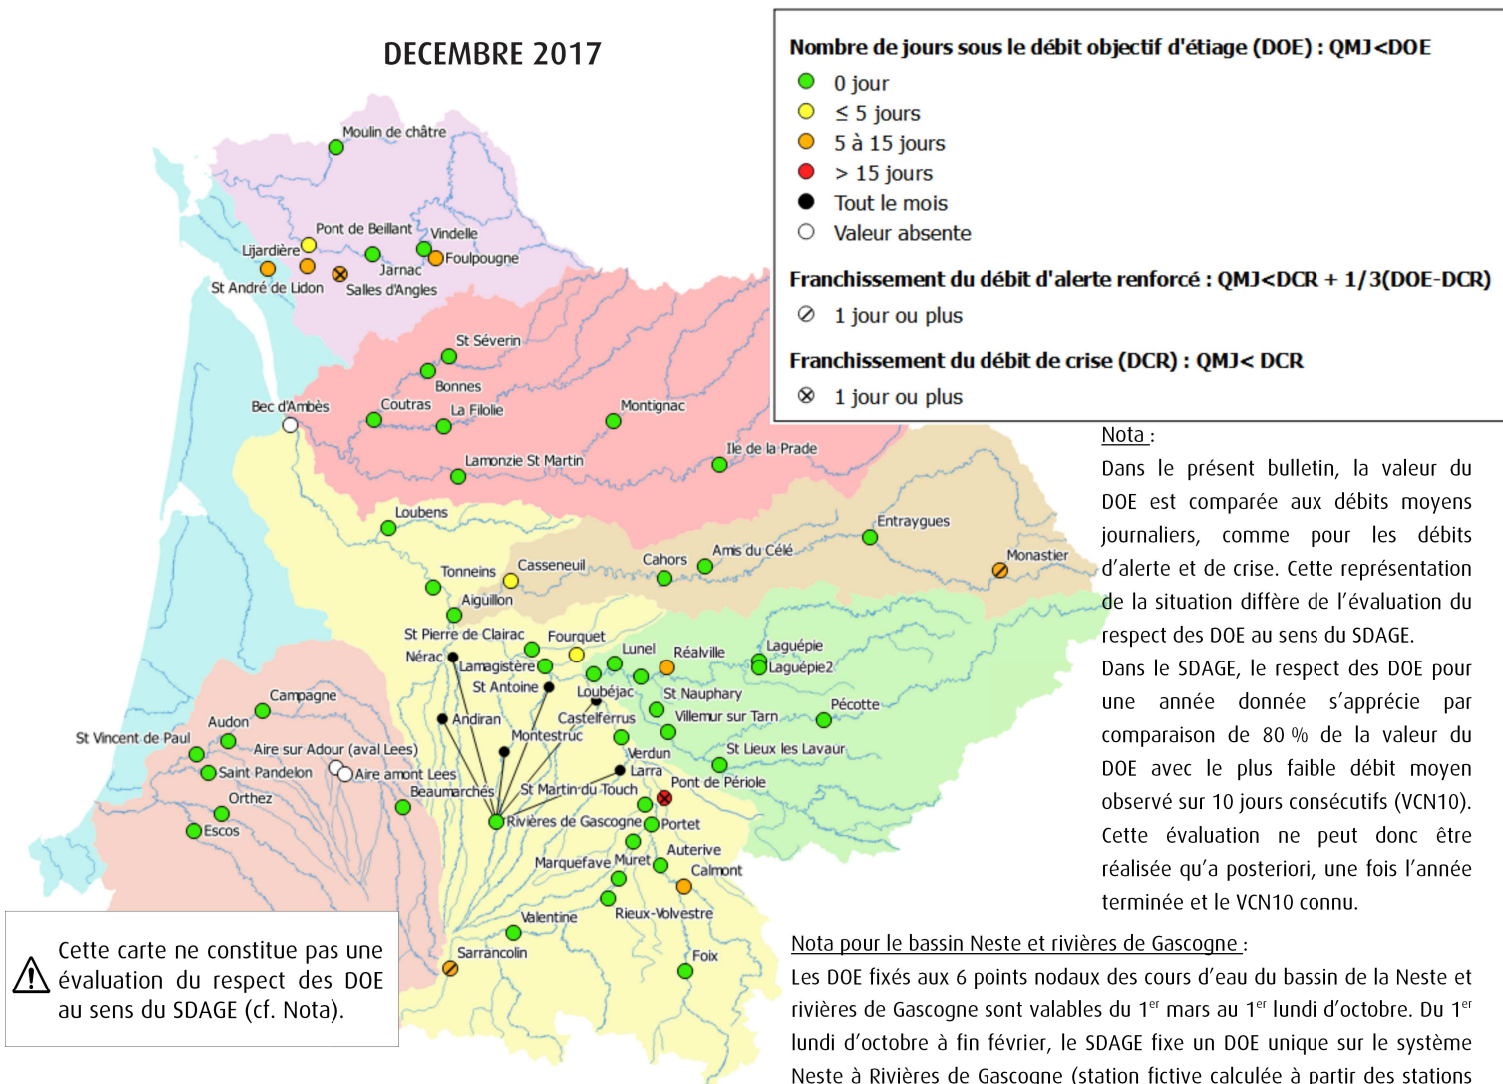 DECEMBRE 2017
Nombre de jours sous le débit objectif d'étiage (DOE) : QMJ<DOE
0 jour
≤ 5 jours
5 à 15 jours
> 15 jours
Tout le mois
Valeur absente
Franchissement du débit d'alerte renforcé : QMJ<DCR + 1/3(DOE-DCR)
1 jour ou plus
Franchissement du débit de crise (DCR) : QMJ< DCR
1 jour ou plus
Moulin de châtre
Pont de Beillant
Vindelle
Lijardière
Foulpougne
Jarnac
St André de Lidon
Salles d'Angles
St Séverin
Bonnes
Bec d'Ambès
Coutras
La Filolie
Montignac
Ile de la Prade
Lamonzie St Martin
Loubens
Entraygues
Amis du Célé
Monastier
Cahors
Casseneuil
Tonneins
Aiguillon
St Pierre de Clairac
Fourquet
Lunel
Laguépie
Nérac
Lamagistère
Réalville
Laguépie2
St Antoine
Loubéjac
St Nauphary
Campagne
Andiran
Castelferrus
Villemur sur Tarn
Pécotte
Audon
Montestruc
St Vincent de Paul
Aire sur Adour (aval Lees)
Verdun
St Lieux les Lavaur
Saint Pandelon
Aire amont Lees
Larra
Pont de Périole
Beaumarchés
St Martin du Touch
Orthez
Rivières de Gascogne
Portet
Escos
Auterive
Marquefave
Muret
Calmont
Rieux-Volvestre
Valentine
Sarrancolin
Foix
Nota :
Dans le présent bulletin, la valeur du
DOE est comparée aux débits moyens
journaliers, comme pour les débits
d'alerte et de crise. Cette représentation
de la situation diffère de l'évaluation du
respect des DOE au sens du SDAGE.
Dans le SDAGE, le respect des DOE pour
une année donnée s'apprécie par
comparaison de 80 % de la valeur du
DOE avec le plus faible débit moyen
observé sur 10 jours consécutifs (VCN10).
Cette évaluation ne peut donc être
réalisée qu'a posteriori, une fois l'année
terminée et le VCN10 connu.
Cette carte ne constitue pas une
évaluation du respect des DOE
au sens du SDAGE (cf. Nota).
Nota pour le bassin Neste et rivières de Gascogne :
Les DOE fixés aux 6 points nodaux des cours d'eau du bassin de la Neste et
rivières de Gascogne sont valables du 1er mars au 1er lundi d'octobre. Du 1er
lundi d'octobre à fin février, le SDAGE fixe un DOE unique sur le système
Neste à Rivières de Gascogne (station fictive calculée à partir des stations